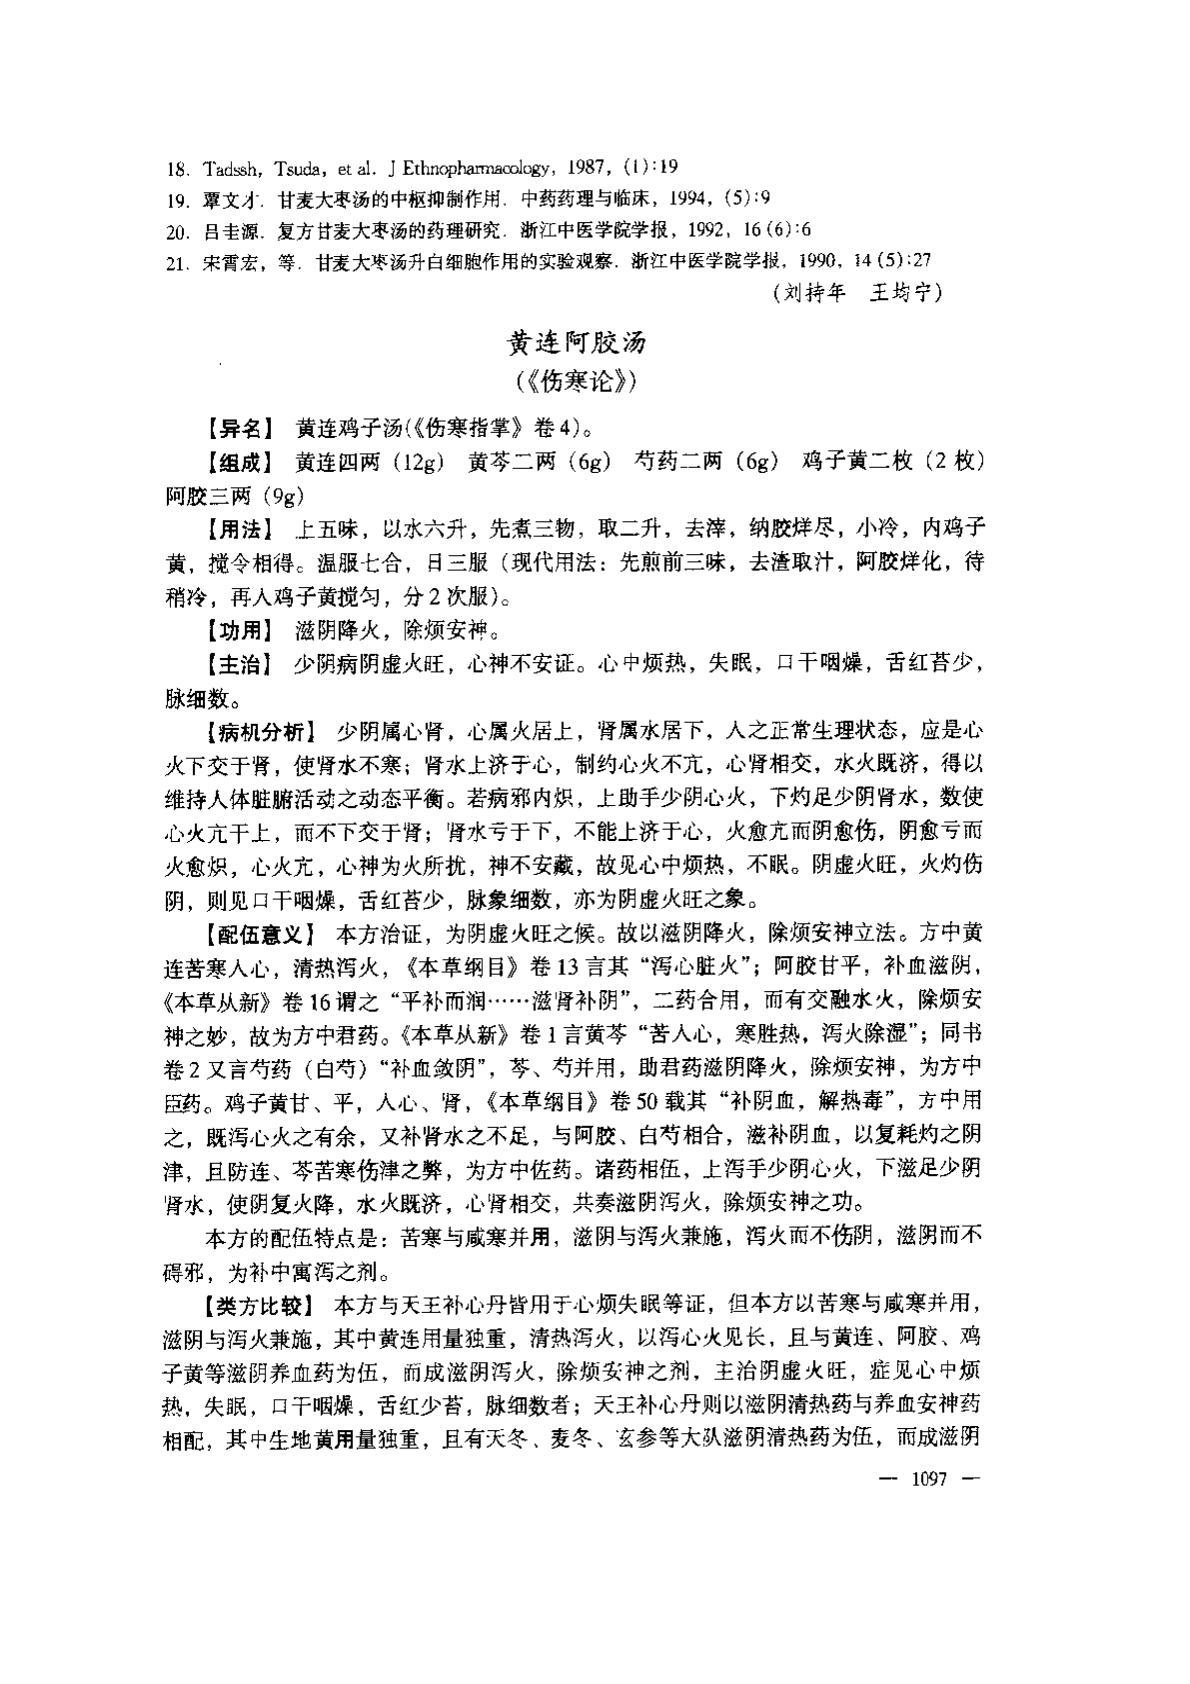 18. Tadssh, Tsuda, et al. J Ethnopharmacology, 1987, (1):19
19. 覃文才. 甘麦大枣汤的中枢抑制作用. 中药药理与临床, 1994, (5):9
20. 吕圭源. 复方甘麦大枣汤的药理研究. 浙江中医学院学报, 1992, 16 (6):6
21. 宋霄宏, 等. 甘麦大枣汤升白细胞作用的实验观察. 浙江中医学院学报, 1990, 14 (5):27
(刘持年 王均宁)
黄连阿胶汤
(《伤寒论》)
【异名】 黄连鸡子汤(《伤寒指掌》卷4)。
【组成】 黄连四两（12g） 黄芩二两（6g） 芍药二两（6g） 鸡子黄二枚（2 枚）
阿胶三两（9g）
【用法】 上五味，以水六升，先煮三物，取二升，去滓，纳胶烊尽，小冷，内鸡子
黄，搅令相得。温服七合，日三服（现代用法：先煎前三味，去渣取汁，阿胶烊化，待
稍冷，再入鸡子黄搅匀，分 2 次服）。
【功用】 滋阴降火，除烦安神。
【主治】 少阴病阴虚火旺，心神不安证。心中烦热，失眠，口干咽燥，舌红苔少，
脉细数。
【病机分析】 少阴属心肾，心属火居上，肾属水居下，人之正常生理状态，应是心
火下交于肾，使肾水不寒；肾水上济于心，制约心火不亢，心肾相交，水火既济，得以
维持人体脏腑活动之动态平衡。若病邪内炽，上助手少阴心火，下灼足少阴肾水，数使
心火亢于上，而不下交于肾；肾水亏于下，不能上济于心，火愈亢而阴愈伤，阴愈亏而
火愈炽，心火亢，心神为火所扰，神不安藏，故见心中烦热，不眠。阴虚火旺，火灼伤
阴，则见口干咽燥，舌红苔少，脉象细数，亦为阴虚火旺之象。
【配伍意义】 本方治证，为阴虚火旺之候。故以滋阴降火，除烦安神立法。方中黄
连苦寒入心，清热泻火，《本草纲目》卷 13 言其“泻心脏火”；阿胶甘平，补血滋阴，
《本草从新》卷 16 谓之“平补而润……滋肾补阴”，二药合用，而有交融水火，除烦安
神之妙，故为方中君药。《本草从新》卷 1 言黄芩“苦入心，寒胜热，泻火除湿”；同书
卷 2 又言芍药（白芍）“补血敛阴”，芩、芍并用，助君药滋阴降火，除烦安神，为方中
臣药。鸡子黄甘、平，入心、肾，《本草纲目》卷 50 载其“补阴血，解热毒”，方中用
之，既泻心火之有余，又补肾水之不足，与阿胶、白芍相合，滋补阴血，以复耗灼之阴
津，且防连、芩苦寒伤津之弊，为方中佐药。诸药相伍，上泻手少阴心火，下滋足少阴
肾水，使阴复火降，水火既济，心肾相交，共奏滋阴泻火，除烦安神之功。
本方的配伍特点是：苦寒与咸寒并用，滋阴与泻火兼施，泻火而不伤阴，滋阴而不
碍邪，为补中寓泻之剂。
【类方比较】 本方与天王补心丹皆用于心烦失眠等证，但本方以苦寒与咸寒并用，
滋阴与泻火兼施，其中黄连用量独重，清热泻火，以泻心火见长，且与黄连、阿胶、鸡
子黄等滋阴养血药为伍，而成滋阴泻火，除烦安神之剂，主治阴虚火旺，症见心中烦
热，失眠，口干咽燥，舌红少苔，脉细数者；天王补心丹则以滋阴清热药与养血安神药
相配，其中生地黄用量独重，且有天冬、麦冬、玄参等大队滋阴清热药为伍，而成滋阴
— 1097 —